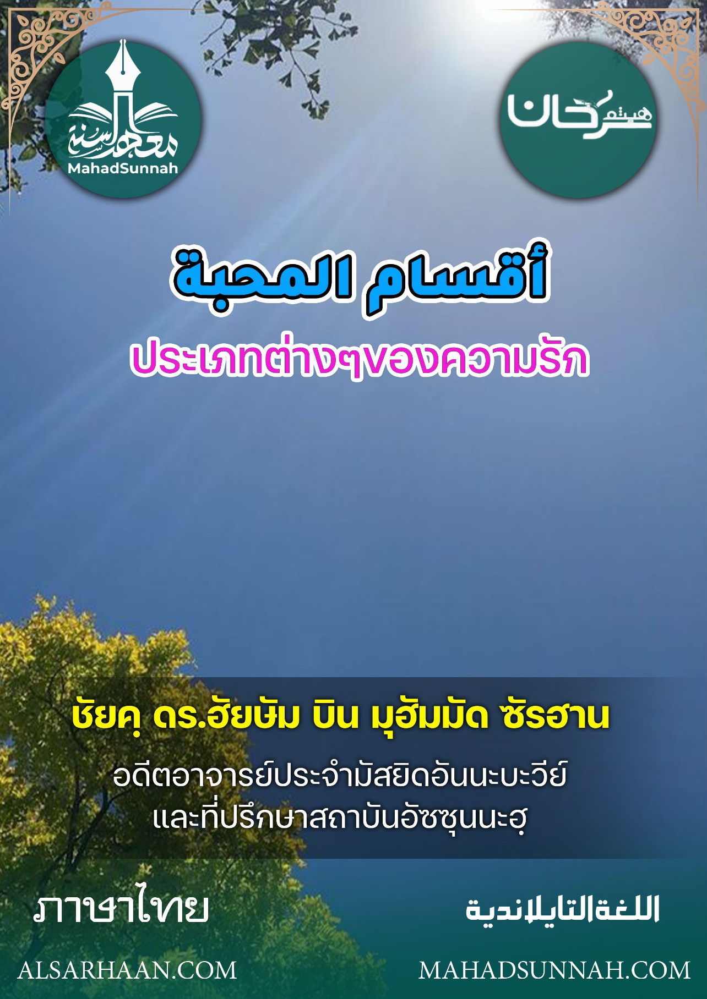 معهد السنة
MahadSunnah
هيثم سرحان
أقسام المحبة
ประเภทต่างๆของความรัก
ชัยคฺ ดร.ฮัยษัม บิน มุฮัมมัด ซัรฮาน
อดีตอาจารย์ประจำมัสยิดอันนะบะวีย์
และที่ปรึกษาสถาบันอัซซุนนะฮฺ
ภาษาไทย
اللغة التايلاندية
ALSARHAAN.COM
MAHADSUNNAH.COM